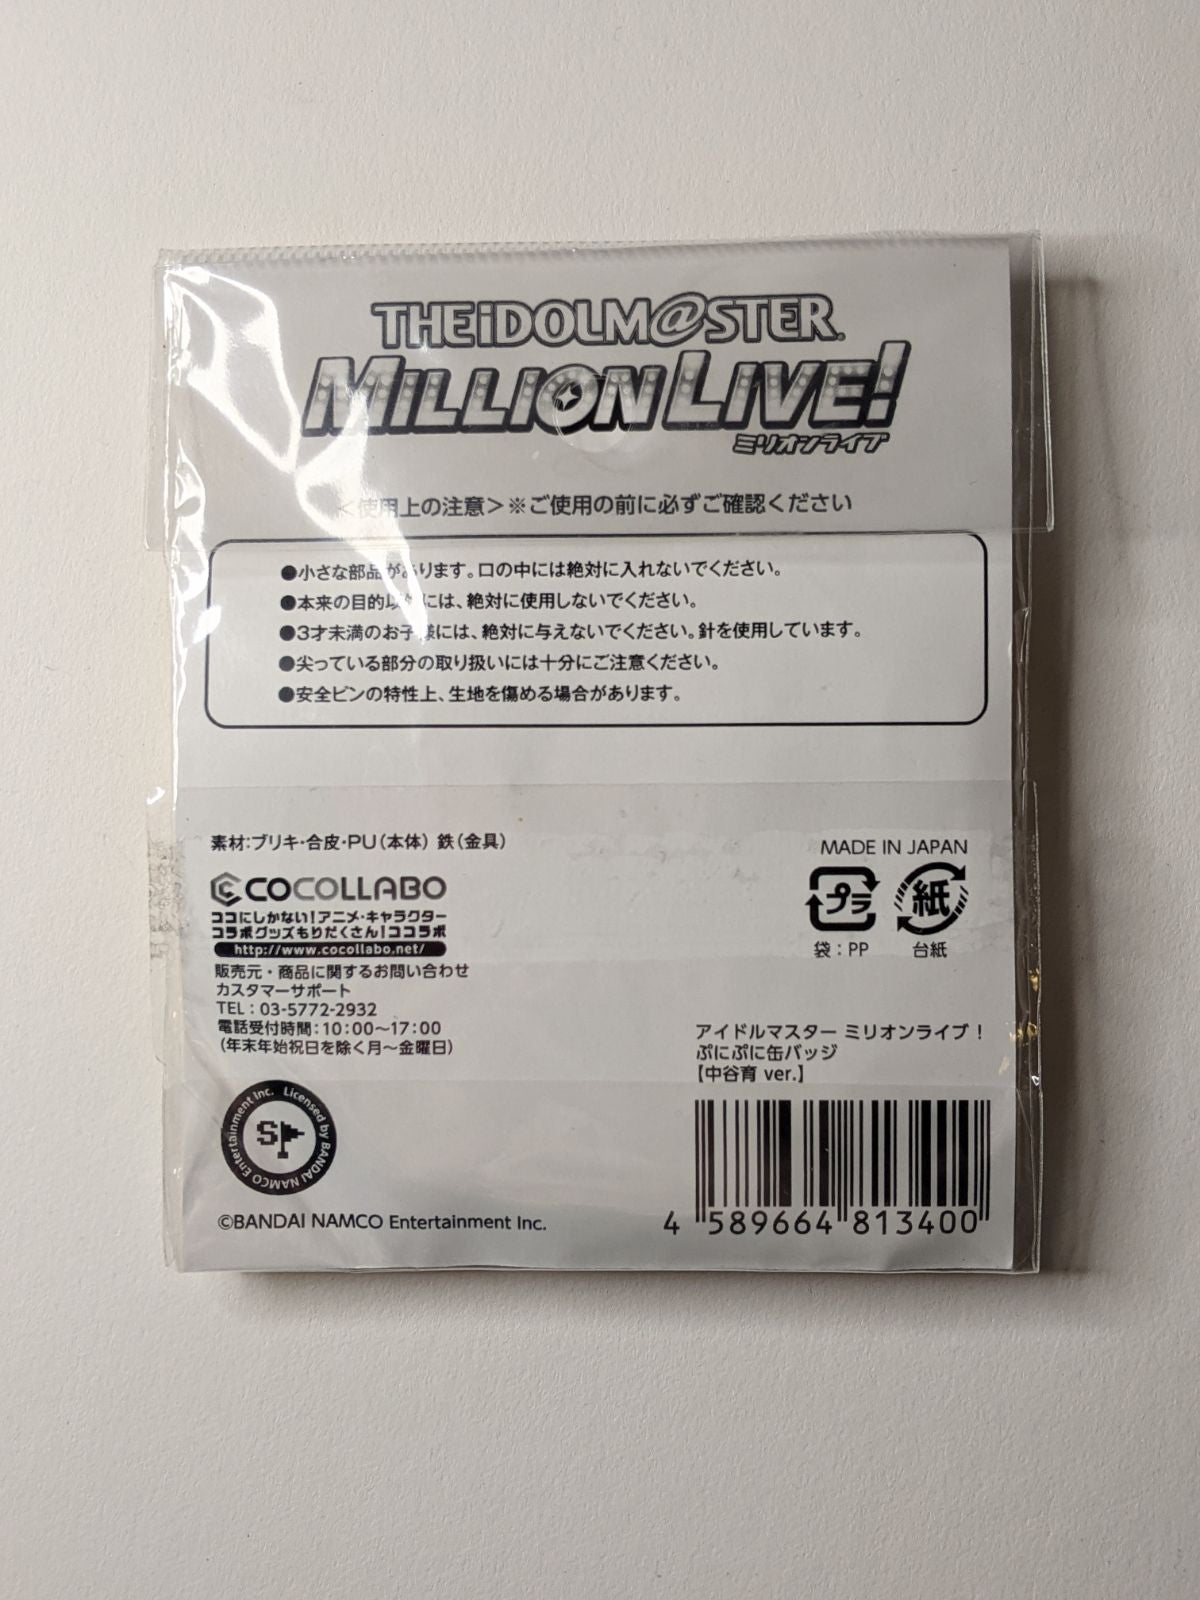 THE iDOLM@STER
MILLION LIVE!
ミリオンライブ
＜使用上の注意＞※ご使用の前に必ずご確認ください
●小さな部品があります。口の中には絶対に入れないでください。
●本来の目的以外には、絶対に使用しないでください。
●3才未満のお子様には、絶対に与えないでください。針を使用しています。
●尖っている部分の取り扱いには十分にご注意ください。
●安全ピンの特性上、生地を傷める場合があります。
素材:ブリキ・合皮・PU(本体) 鉄(金具)
MADE IN JAPAN
プラ
紙
袋：PP
台紙
COCOLLABO
ココにしかない！アニメ・キャラクター
コラボグッズもりだくさん！ココラボ
http://www.cocollabo.net/
販売元・商品に関するお問い合わせ
カスタマーサポート
TEL：03-5772-2932
電話受付時間：10:00〜17:00
（年末年始祝日を除く月〜金曜日）
アイドルマスター ミリオンライブ！
ぷにぷに缶バッジ
【中谷育 ver.】
Licensed by BANDAI NAMCO Entertainment Inc.
S
©BANDAI NAMCO Entertainment Inc.
4 589664 813400